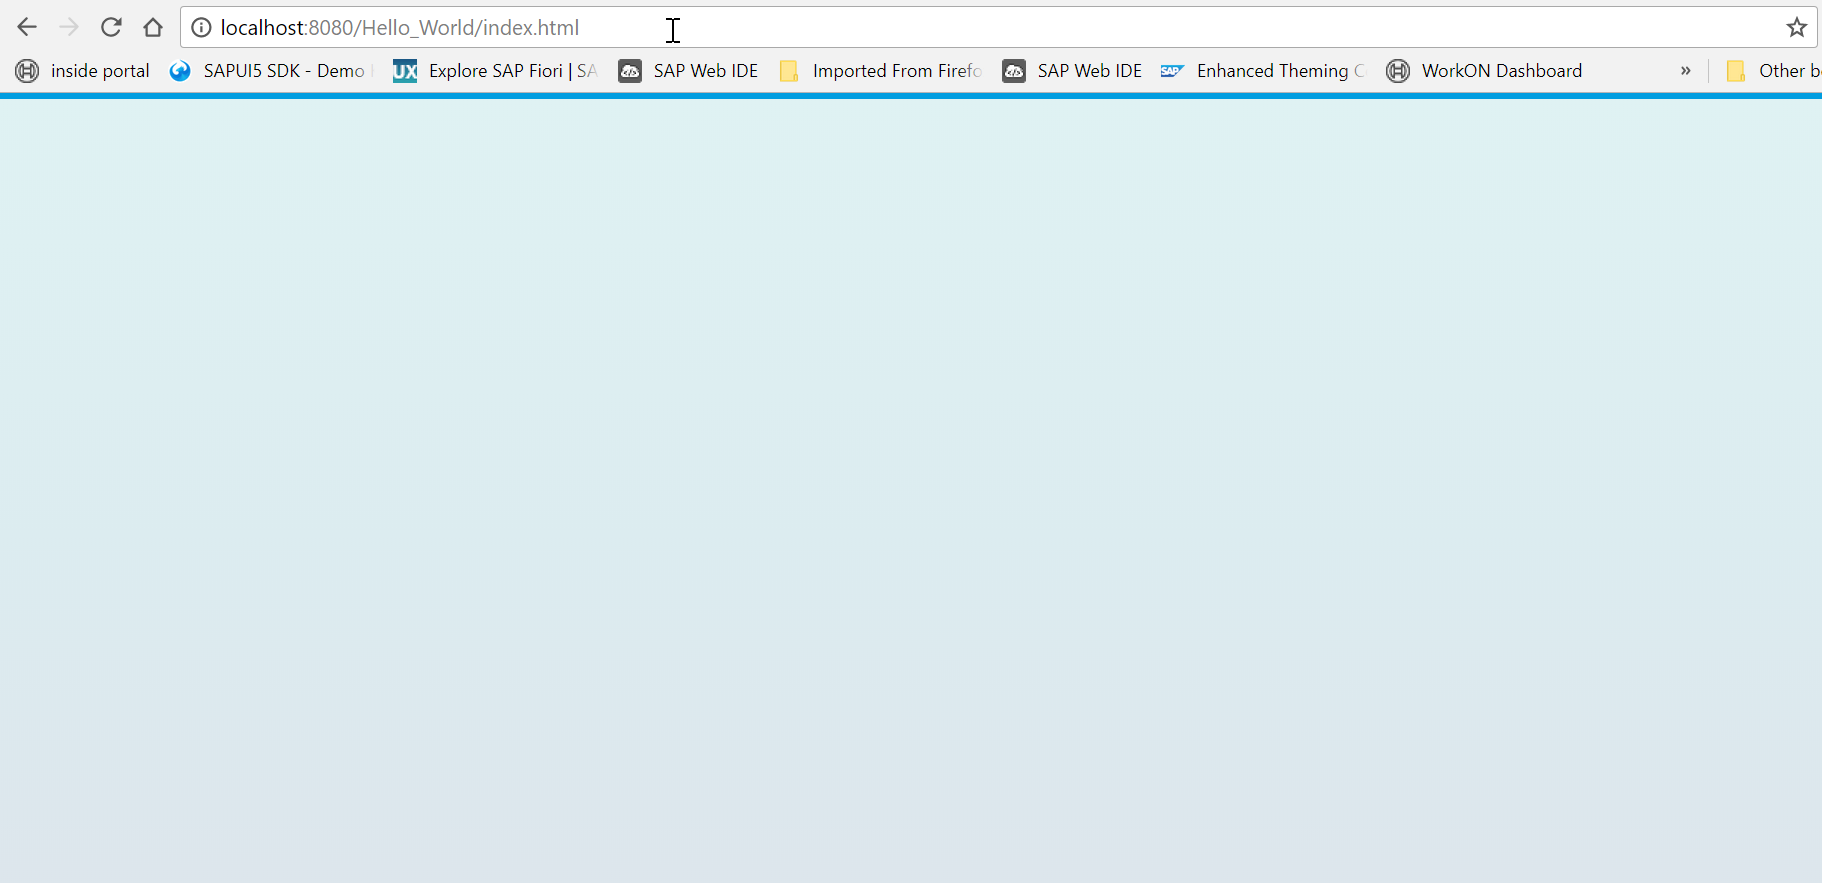 localhost:8080/Hello_World/index.html
inside portal SAPUI5 SDK - Demo UX Explore SAP Fiori | SA SAP Web IDE Imported From Firefo SAP Web IDE SAP Enhanced Theming C WorkON Dashboard » Other b